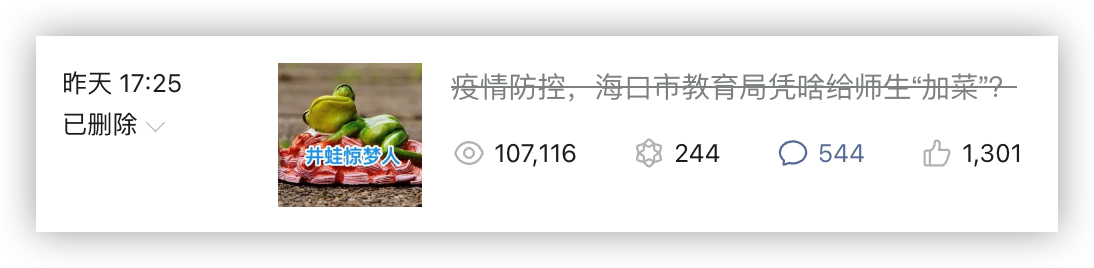 昨天 17:25
已删除
井蛙惊梦人
疫情防控，海口市教育局凭啥给师生“加菜”？
107,116 244 544 1,301